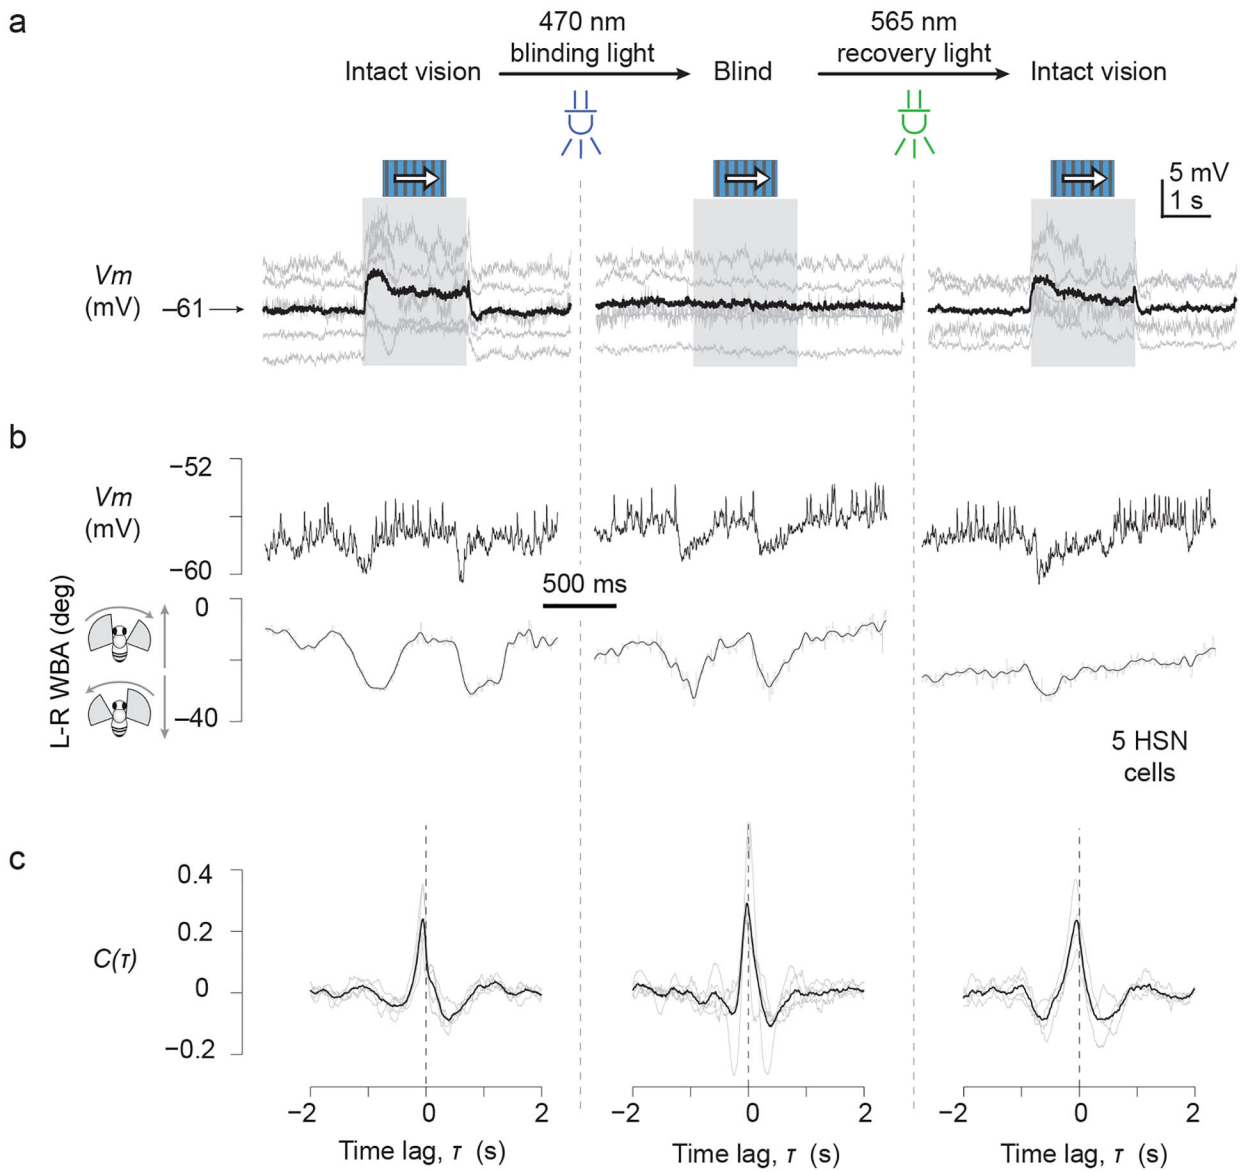 a
470 nm
blinding light
565 nm
recovery light
Intact vision
Blind
Intact vision
5 mV
1 s
Vm
(mV)
−61
b
−52
Vm
(mV)
−60
500 ms
L-R WBA (deg)
0
−40
5 HSN
cells
c
0.4
0.2
C(τ)
0
−0.2
−2 0 2 −2 0 2 −2 0 2
Time lag, τ (s) Time lag, τ (s) Time lag, τ (s)